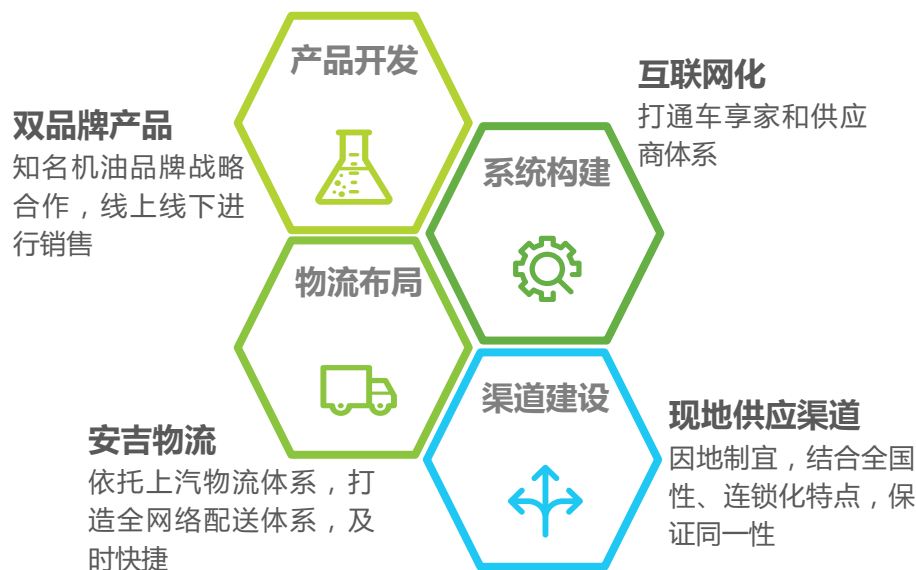 产品开发
双品牌产品
知名机油品牌战略
合作，线上线下进
行销售
互联网化
打通车享家和供应
商体系
系统构建
物流布局
安吉物流
依托上汽物流体系，打
造全网络配送体系，及
时快捷
渠道建设
现地供应渠道
因地制宜，结合全国
性、连锁化特点，保
证同一性